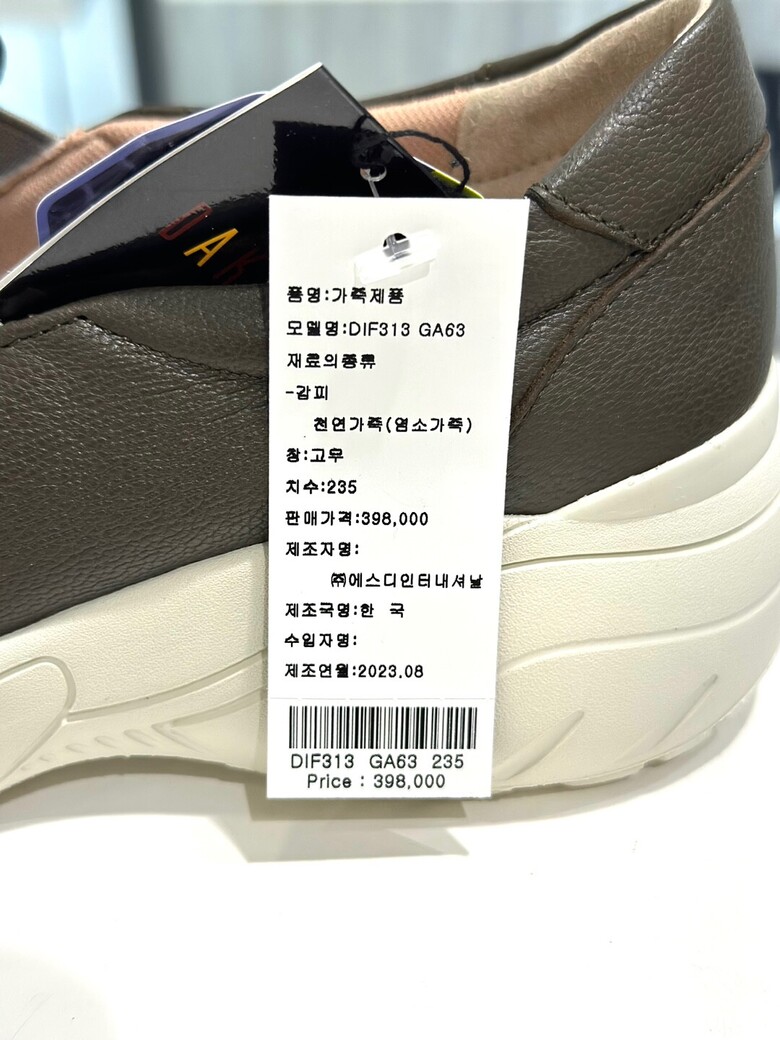 DAK
품명:가죽제품
모델명:DIF313 GA63
재료의종류
-갑피
천연가죽(염소가죽)
창:고무
치수:235
판매가격:398,000
제조자명:
㈜에스디인터내셔날
제조국명:한 국
수입자명:
제조연월:2023.08
DIF313 GA63 235
Price : 398,000